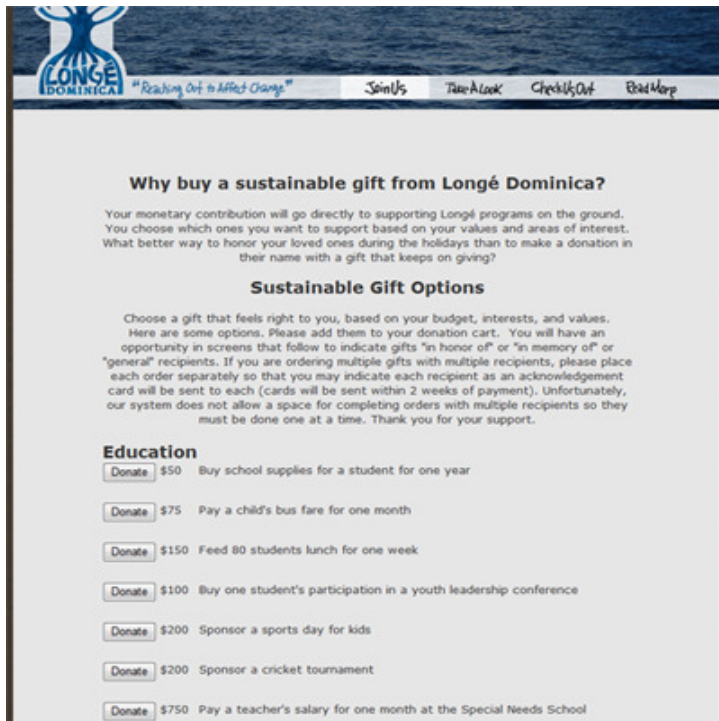 LONGÉ
DOMINICA
"Reaching Out to Affect Change"
Join Us
Take A Look
Check Us Out
Read More
Why buy a sustainable gift from Longé Dominica?
Your monetary contribution will go directly to supporting Longé programs on the ground.
You choose which ones you want to support based on your values and areas of interest.
What better way to honor your loved ones during the holidays than to make a donation in
their name with a gift that keeps on giving?
Sustainable Gift Options
Choose a gift that feels right to you, based on your budget, interests, and values.
Here are some options. Please add them to your donation cart.  You will have an
opportunity in screens that follow to indicate gifts "in honor of" or "in memory of" or
"general" recipients. If you are ordering multiple gifts with multiple recipients, please place
each order separately so that you may indicate each recipient as an acknowledgement
card will be sent to each (cards will be sent within 2 weeks of payment). Unfortunately,
our system does not allow a space for completing orders with multiple recipients so they
must be done one at a time. Thank you for your support.
Education
Donate $50 Buy school supplies for a student for one year
Donate $75 Pay a child's bus fare for one month
Donate $150 Feed 80 students lunch for one week
Donate $100 Buy one student's participation in a youth leadership conference
Donate $200 Sponsor a sports day for kids
Donate $200 Sponsor a cricket tournament
Donate $750 Pay a teacher's salary for one month at the Special Needs School